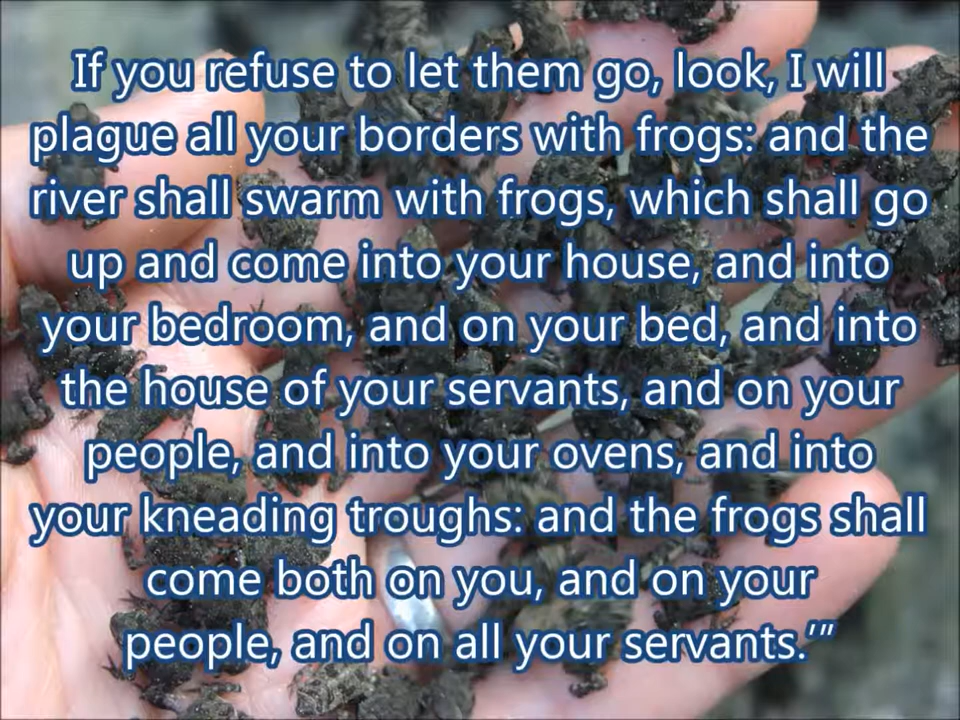 If you refuse to let them go, look, I will
plague all your borders with frogs: and the
river shall swarm with frogs, which shall go
up and come into your house, and into
your bedroom, and on your bed, and into
the house of your servants, and on your
people, and into your ovens, and into
your kneading troughs: and the frogs shall
come both on you, and on your
people, and on all your servants.’”